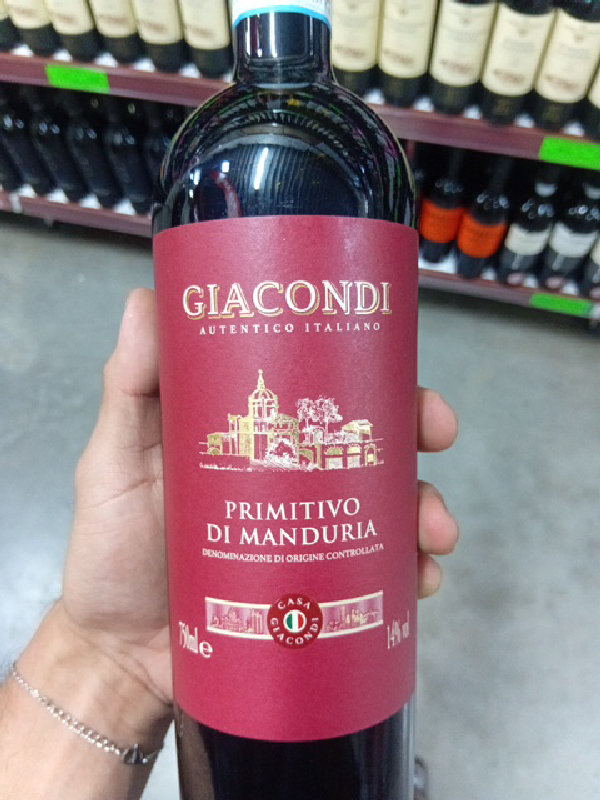 GIACONDI
AUTENTICO ITALIANO
PRIMITIVO
DI MANDURIA
DENOMINAZIONE DI ORIGINE CONTROLLATA
CASA
GIACONDI
750ml e
14% vol